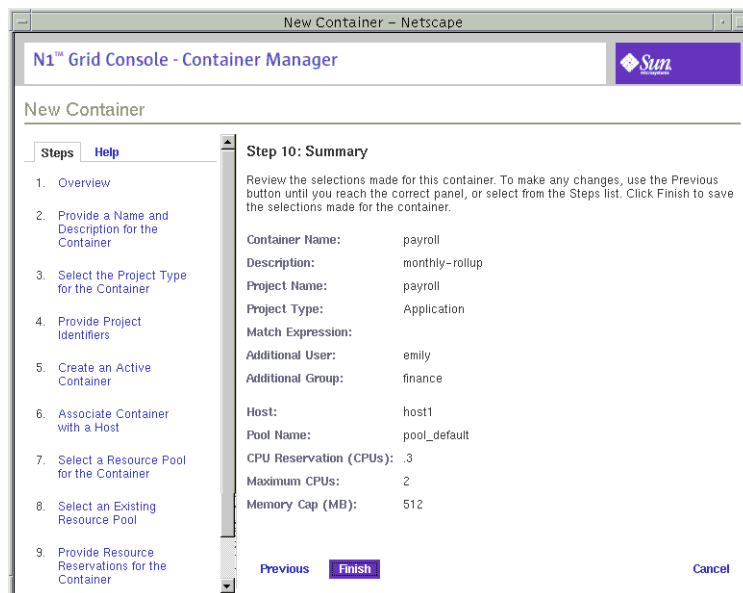 New Container – Netscape
N1™ Grid Console - Container Manager
Sun
microsystems
New Container
Steps Help
1. Overview
2. Provide a Name and
Description for the
Container
3. Select the Project Type
for the Container
4. Provide Project
Identifiers
5. Create an Active
Container
6. Associate Container
with a Host
7. Select a Resource Pool
for the Container
8. Select an Existing
Resource Pool
9. Provide Resource
Reservations for the
Container
Step 10: Summary
Review the selections made for this container. To make any changes, use the Previous
button until you reach the correct panel, or select from the Steps list. Click Finish to save
the selections made for the container.
Container Name: payroll
Description: monthly-rollup
Project Name: payroll
Project Type: Application
Match Expression:
Additional User: emily
Additional Group: finance
Host: host1
Pool Name: pool_default
CPU Reservation (CPUs): .3
Maximum CPUs: 2
Memory Cap (MB): 512
Previous Finish Cancel